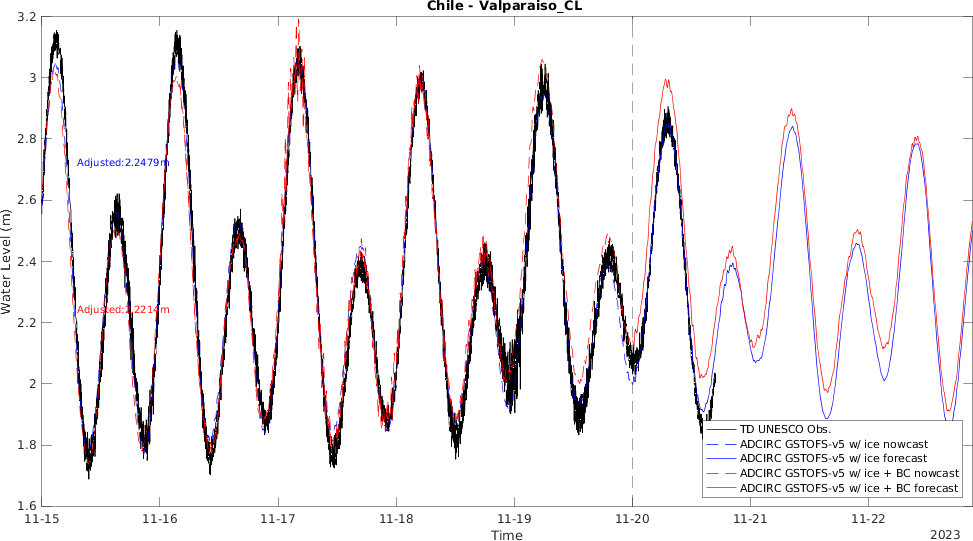 Chile - Valparaiso_CL
3.2
3
2.8
2.6
2.4
2.2
2
1.8
1.6
Water Level (m)
Adjusted:2.2479m
Adjusted:2.2214m
TD UNESCO Obs.
ADCIRC GSTOFS-v5 w/ ice nowcast
ADCIRC GSTOFS-v5 w/ ice forecast
ADCIRC GSTOFS-v5 w/ ice + BC nowcast
ADCIRC GSTOFS-v5 w/ ice + BC forecast
11-15 11-16 11-17 11-18 11-19 11-20 11-21 11-22
Time
2023